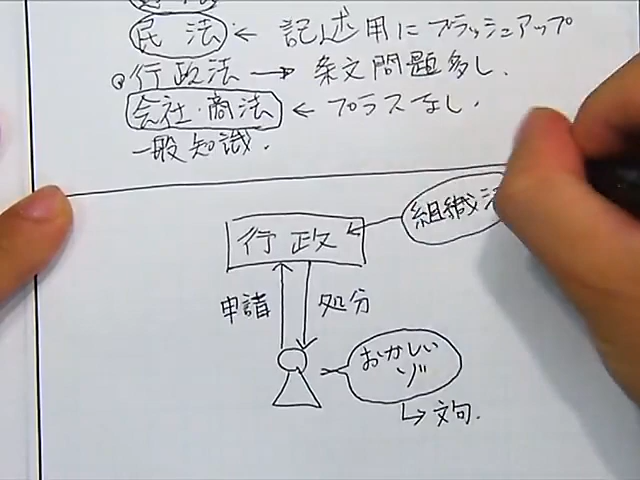 民法 ← 記述用にブラッシュアップ
行政法 → 条文問題多し.
会社・商法 ← プラスなし.
一般知識.
行政
組織法
申請
処分
おかしい
ゾ
↳ 文句.